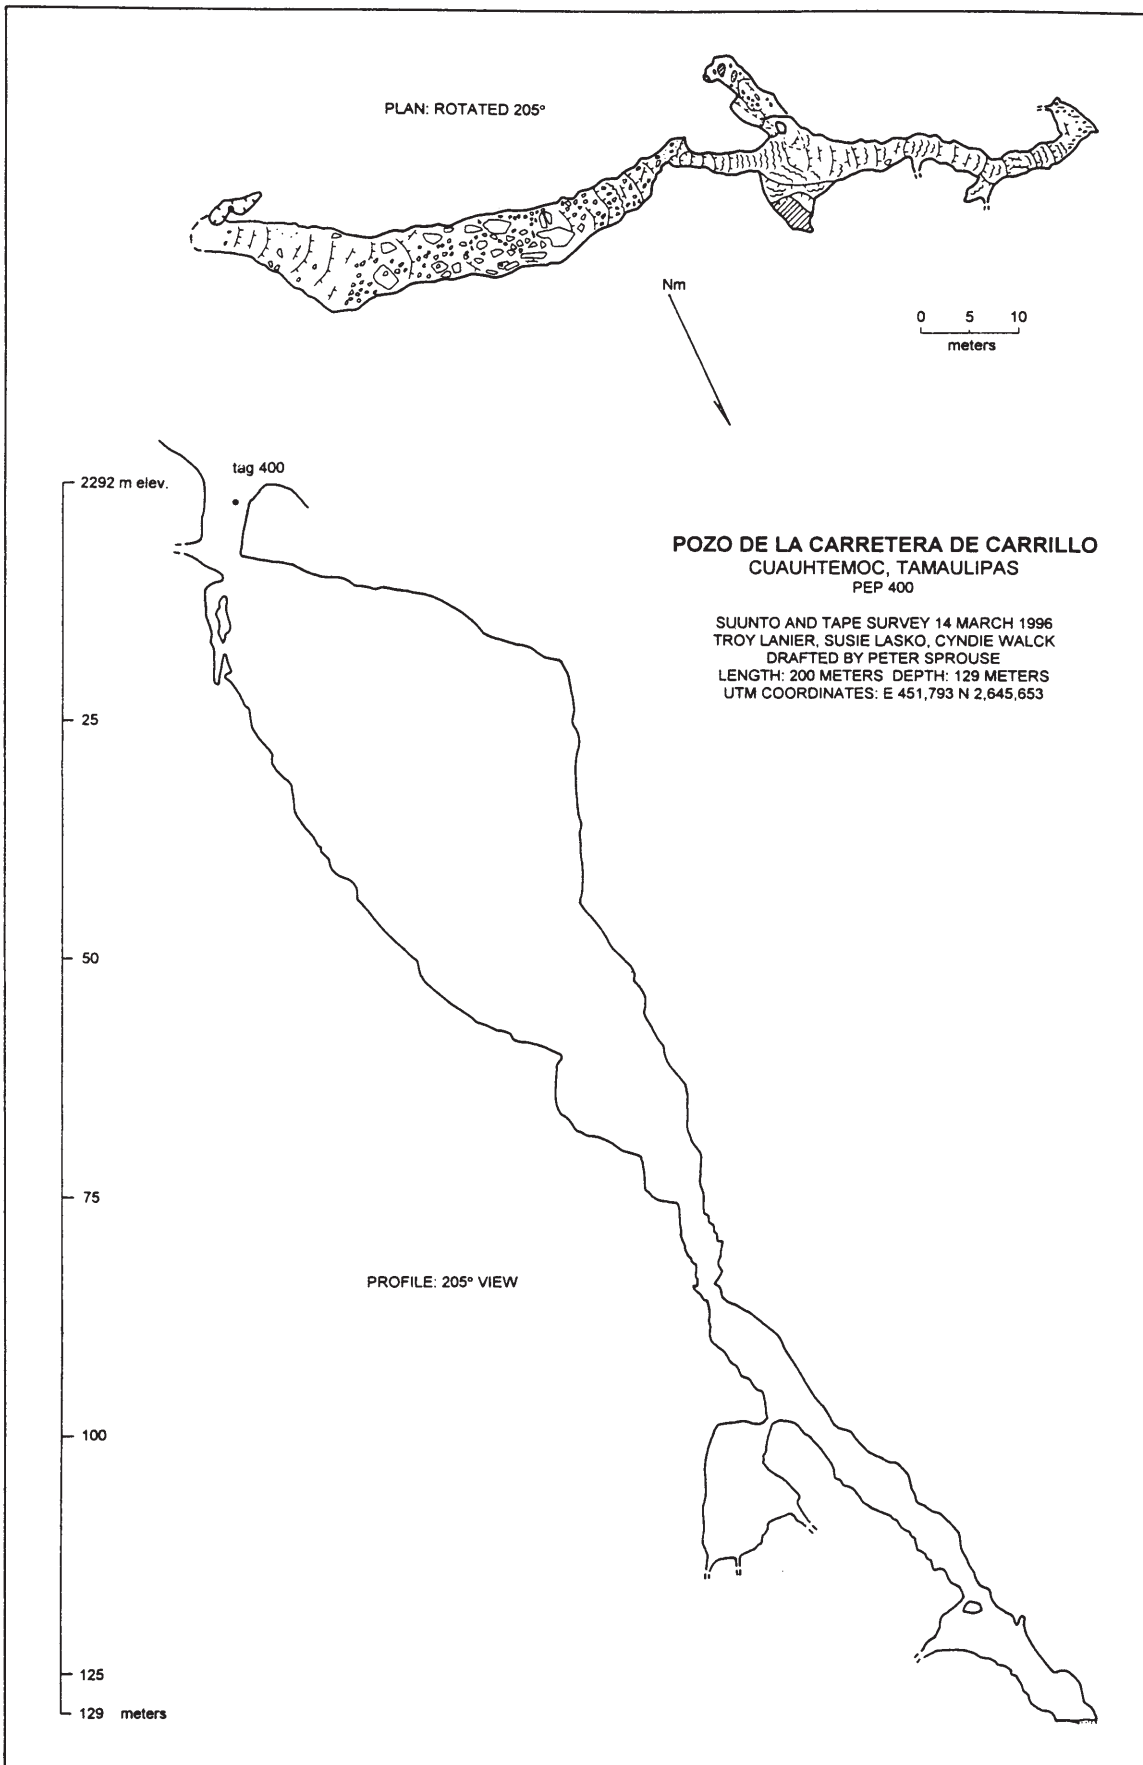 PLAN: ROTATED 205°
Nm
0 5 10
meters
tag 400
2292 m elev.
POZO DE LA CARRETERA DE CARRILLO
CUAUHTEMOC, TAMAULIPAS
PEP 400
SUUNTO AND TAPE SURVEY 14 MARCH 1996
TROY LANIER, SUSIE LASKO, CYNDIE WALCK
DRAFTED BY PETER SPROUSE
LENGTH: 200 METERS DEPTH: 129 METERS
UTM COORDINATES: E 451,793 N 2,645,653
25
50
75
PROFILE: 205° VIEW
100
125
129 meters